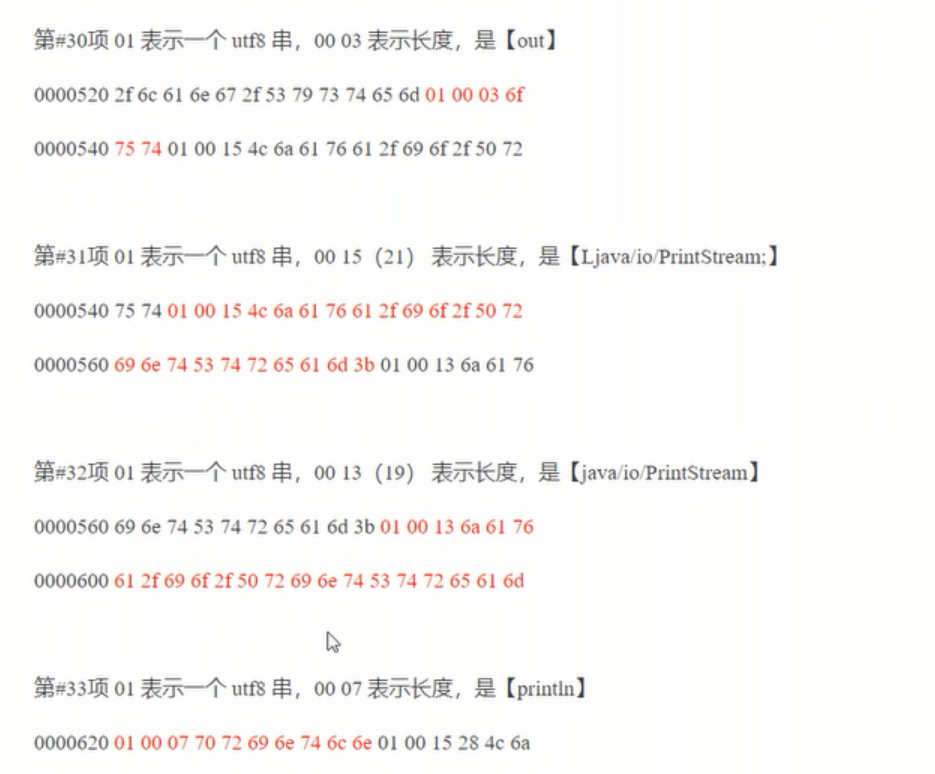 第#30项 01 表示一个 utf8 串，00 03 表示长度，是【out】
0000520 2f 6c 61 6e 67 2f 53 79 73 74 65 6d 01 00 03 6f
0000540 75 74 01 00 15 4c 6a 61 76 61 2f 69 6f 2f 50 72
第#31项 01 表示一个 utf8 串，00 15（21） 表示长度，是【Ljava/io/PrintStream;】
0000540 75 74 01 00 15 4c 6a 61 76 61 2f 69 6f 2f 50 72
0000560 69 6e 74 53 74 72 65 61 6d 3b 01 00 13 6a 61 76
第#32项 01 表示一个 utf8 串，00 13（19） 表示长度，是【java/io/PrintStream】
0000560 69 6e 74 53 74 72 65 61 6d 3b 01 00 13 6a 61 76
0000600 61 2f 69 6f 2f 50 72 69 6e 74 53 74 72 65 61 6d
第#33项 01 表示一个 utf8 串，00 07 表示长度，是【println】
0000620 01 00 07 70 72 69 6e 74 6c 6e 01 00 15 28 4c 6a